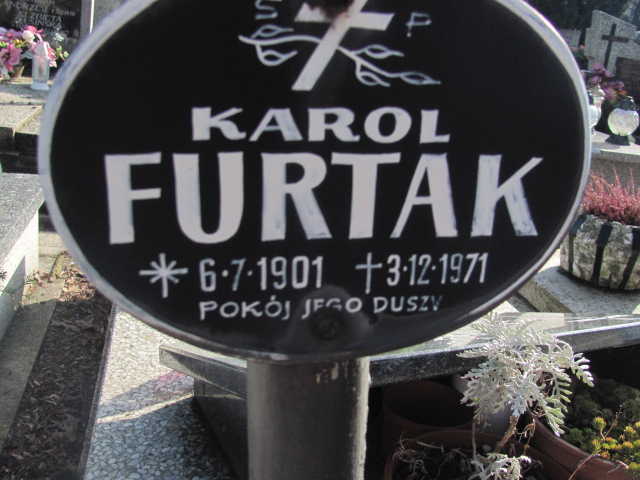 Ś P
KAROL
FURTAK
* 6·7·1901 †3·12·1971
POKÓJ JEGO DUSZY